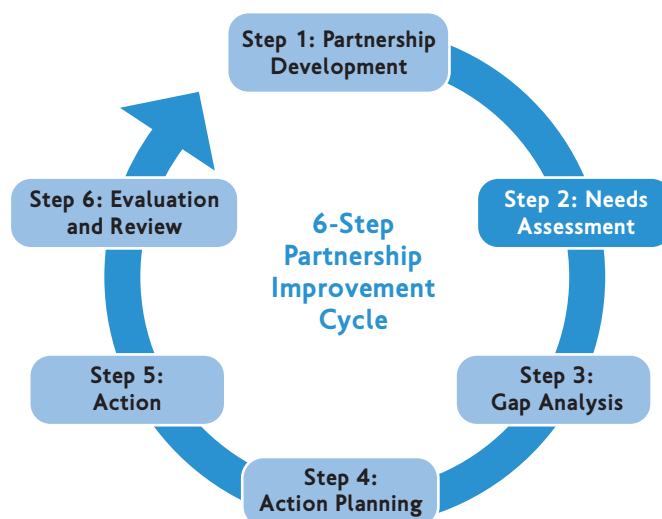 Step 1: Partnership
Development
Step 2: Needs
Assessment
Step 3:
Gap Analysis
Step 4:
Action Planning
Step 5:
Action
Step 6: Evaluation
and Review
6-Step
Partnership
Improvement
Cycle